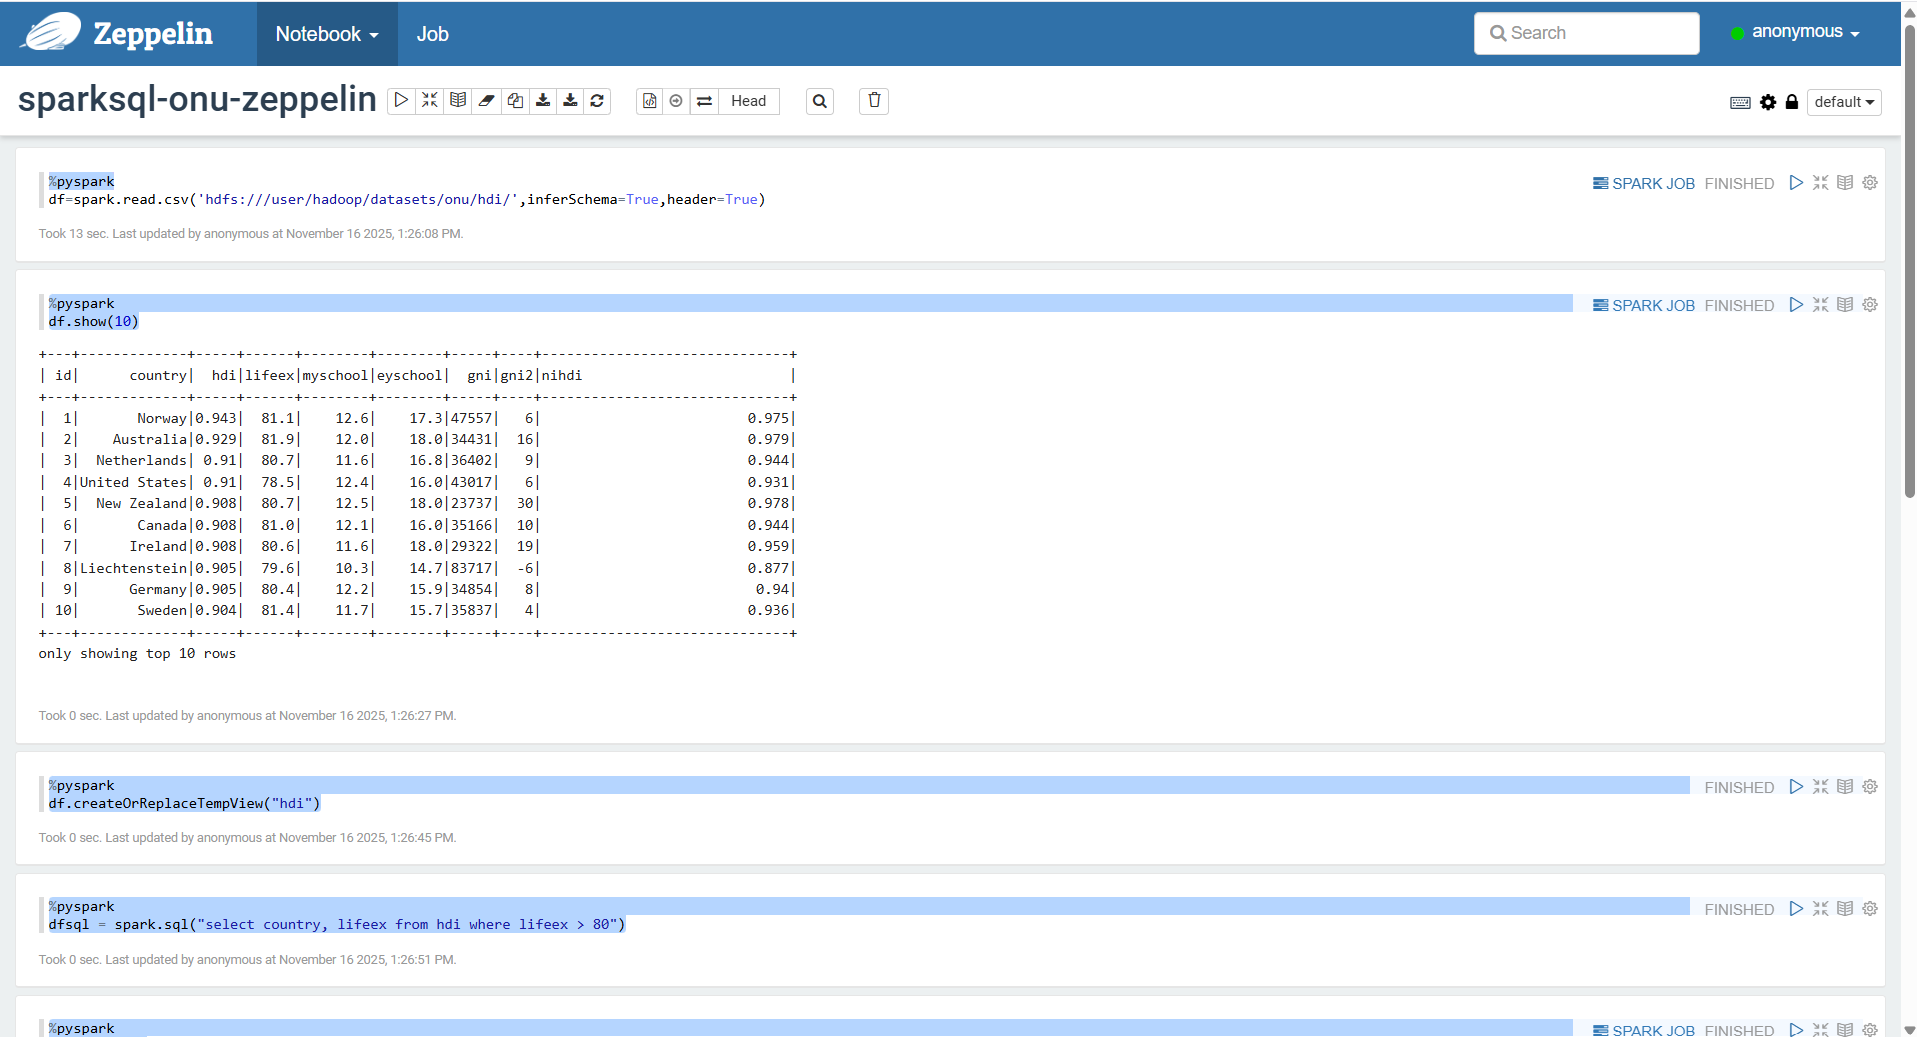 Zeppelin Notebook Job Search anonymous
sparksql-onu-zeppelin Head default
%pyspark SPARK JOB FINISHED
df=spark.read.csv('hdfs:///user/hadoop/datasets/onu/hdi/',inferSchema=True,header=True)
Took 13 sec. Last updated by anonymous at November 16 2025, 1:26:08 PM.
%pyspark SPARK JOB FINISHED
df.show(10)
+---+-------------+-----+------+--------+--------+-----+----+------------------------------+
| id|      country|  hdi|lifeex|myschool|eyschool|  gni|gni2|nihdi                         |
+---+-------------+-----+------+--------+--------+-----+----+------------------------------+
|  1|       Norway|0.943|  81.1|    12.6|    17.3|47557|   6|                         0.975|
|  2|    Australia|0.929|  81.9|    12.0|    18.0|34431|  16|                         0.979|
|  3|  Netherlands| 0.91|  80.7|    11.6|    16.8|36402|   9|                         0.944|
|  4|United States| 0.91|  78.5|    12.4|    16.0|43017|   6|                         0.931|
|  5|  New Zealand|0.908|  80.7|    12.5|    18.0|23737|  30|                         0.978|
|  6|       Canada|0.908|  81.0|    12.1|    16.0|35166|  10|                         0.944|
|  7|      Ireland|0.908|  80.6|    11.6|    18.0|29322|  19|                         0.959|
|  8|Liechtenstein|0.905|  79.6|    10.3|    14.7|83717|  -6|                         0.877|
|  9|      Germany|0.905|  80.4|    12.2|    15.9|34854|   8|                          0.94|
| 10|       Sweden|0.904|  81.4|    11.7|    15.7|35837|   4|                         0.936|
+---+-------------+-----+------+--------+--------+-----+----+------------------------------+
only showing top 10 rows
Took 0 sec. Last updated by anonymous at November 16 2025, 1:26:27 PM.
%pyspark FINISHED
df.createOrReplaceTempView("hdi")
Took 0 sec. Last updated by anonymous at November 16 2025, 1:26:45 PM.
%pyspark FINISHED
dfsql = spark.sql("select country, lifeex from hdi where lifeex > 80")
Took 0 sec. Last updated by anonymous at November 16 2025, 1:26:51 PM.
%pyspark SPARK JOB FINISHED